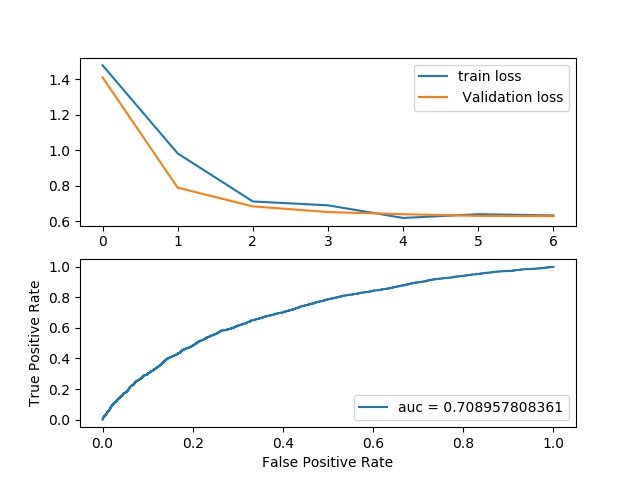 1.4
1.2
1.0
0.8
0.6
train loss
Validation loss
0 1 2 3 4 5 6
True Positive Rate
1.0
0.8
0.6
0.4
0.2
0.0
auc = 0.708957808361
0.0 0.2 0.4 0.6 0.8 1.0
False Positive Rate